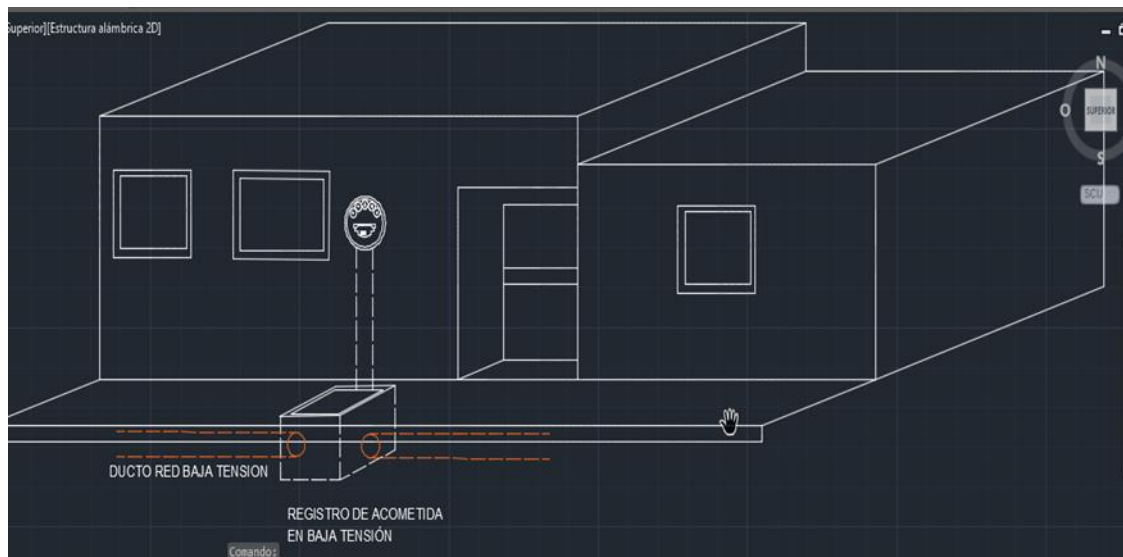 Superior][Estructura alámbrica 2D]
N
O
SUPERIOR
S
SCU
DUCTO RED BAJA TENSION
REGISTRO DE ACOMETIDA
EN BAJA TENSIÓN
Comando: